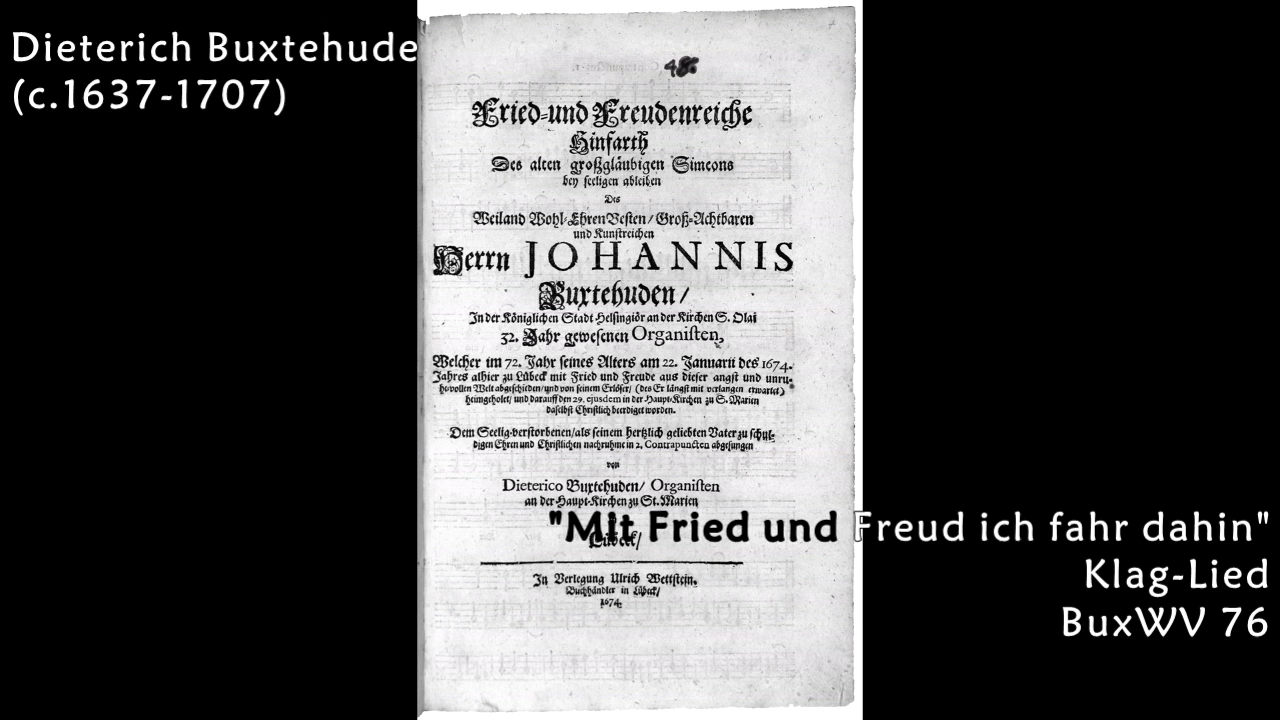 Dieterich Buxtehude
(c.1637-1707)
48.
Fried-und Freudenreiche
Hinfarth
Des alten großgläubigen Simeons
bey seeligen ableiben
Des
Weiland Wohl-Ehren Vesten/ Groß-Achtbaren
und Kunstreichen
Herrn JOHANNIS
Buxtehuden/
In der Königlichen Stadt Helsingiör an der Kirchen S. Olai
32. Jahr gewesenen Organisten,
Welcher im 72. Jahr seines Alters am 22. Januarii des 1674.
Jahres alhier zu Lübeck mit Fried und Freude aus dieser angst und unru-
hevollen Welt abgeschieden/ und von seinem Erlöser/ (des Er längst mit verlangen erwartet)
heimgeholet/ und darauff den 29. ejusdem in der Haupt-Kirchen zu S. Marien
daselbst Christlich beerdiget worden.
Dem Seelig-verstorbenen/ als seinem hertzlich geliebten Vater zu schul-
digen Ehren und Christlichen nachruhme in 2. Contrapuncten abgesungen
von
Dieterico Buxtehuden/ Organisten
an der Haupt-Kirchen zu St. Marien
"Mit Fried und Freud ich fahr dahin"
Lübeck/
Klag-Lied
BuxWV 76
In Verlegung Ulrich Wettstein,
Buchhändler in Lübeck/
1674.